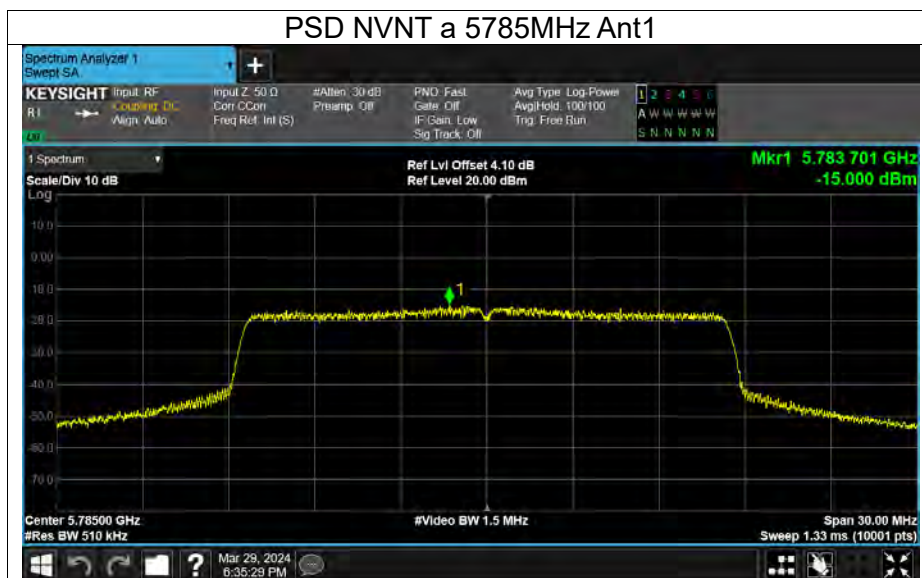 PSD NVNT a 5785MHz Ant1
Spectrum Analyzer 1
Swept SA
+
KEYSIGHT Input: RF Input Z: 50 Ω #Atten: 30 dB PNO: Fast Avg Type: Log-Power 1 2 3 4 5 6
Coupling: DC Corr CCorr Preamp: Off Gate: Off Avg|Hold: 100/100 A W W W W W
Align: Auto Freq Ref: Int (S) IF Gain: Low Trig: Free Run
Sig Track: Off S N N N N N
1 Spectrum
Ref Lvl Offset 4.10 dB
Mkr1 5.783 701 GHz
Scale/Div 10 dB
Ref Level 20.00 dBm
-15.000 dBm
Log
10.0
0.00
-10.0
-20.0
-30.0
-40.0
-50.0
-60.0
-70.0
1
Center 5.78500 GHz
#Video BW 1.5 MHz
Span 30.00 MHz
#Res BW 510 kHz
Sweep 1.33 ms (10001 pts)
?
Mar 29, 2024
6:35:29 PM